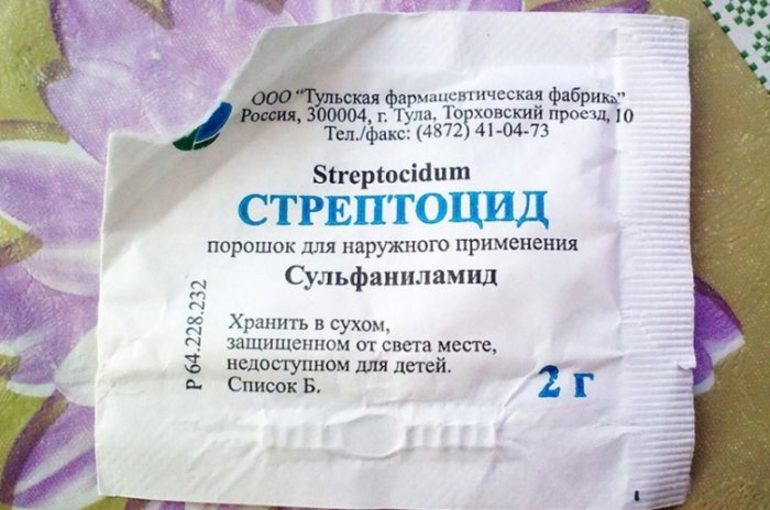 ООО "Тульская фармацевтическая фабрика"
Россия, 300004, г. Тула, Торховский проезд, 10
Тел./факс: (4872) 41-04-73
Streptocidum
СТРЕПТОЦИД
порошок для наружного применения
Сульфаниламид
Р 64.228.232
Хранить в сухом,
защищенном от света месте,
недоступном для детей.
Список Б.
2 г